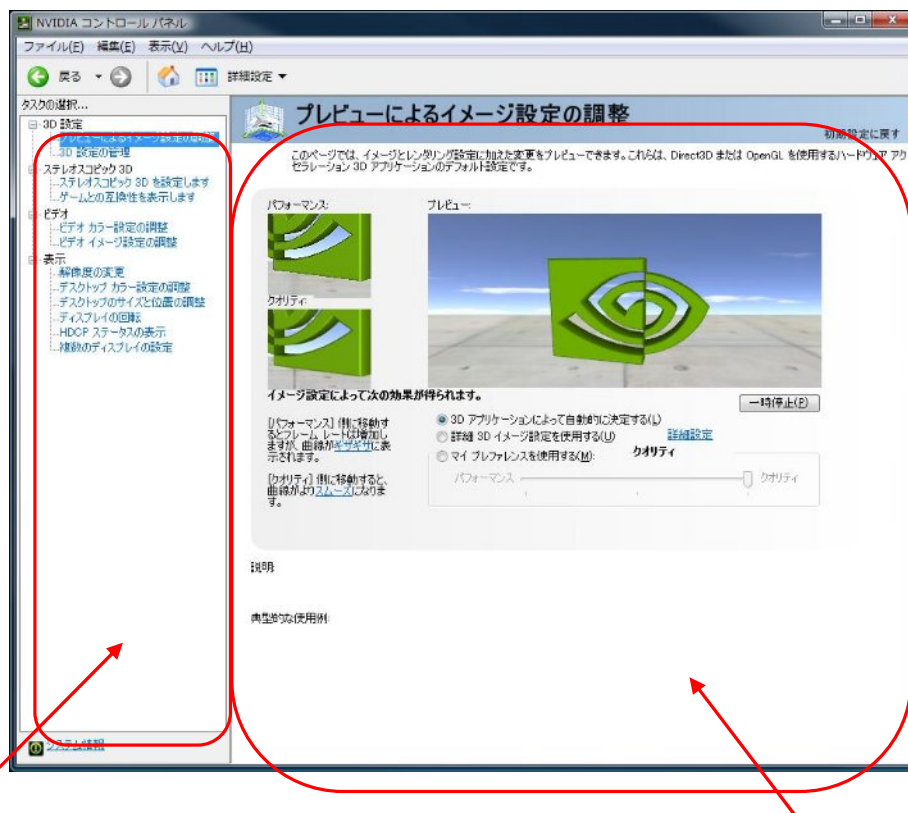 NVIDIA コントロール パネル
ファイル(F) 編集(E) 表示(V) ヘルプ(H)
戻る 詳細設定
タスクの選択...
3D 設定
プレビューによるイメージ設定の調整
3D 設定の管理
ステレオスコピック 3D
ステレオスコピック 3D を設定します
ゲームとの互換性を表示します
ビデオ
ビデオ カラー設定の調整
ビデオ イメージ設定の調整
表示
解像度の変更
デスクトップ カラー設定の調整
デスクトップのサイズと位置の調整
ディスプレイの回転
HDCP ステータスの表示
複数のディスプレイの設定
システム情報
プレビューによるイメージ設定の調整
初期設定に戻す
このページでは、イメージとレンダリング設定に加えた変更をプレビューできます。これらは、Direct3D または OpenGL を使用するハードウェア アク
セラレーション 3D アプリケーションのデフォルト設定です。
パフォーマンス:
プレビュー:
クオリティ:
イメージ設定によって次の効果が得られます。
一時停止(P)
[パフォーマンス] 側に移動す
るとフレーム レートは増加し
ますが、曲線がギザギザに表
示されます。
[クオリティ] 側に移動すると、
曲線がよりスムーズになりま
す。
3D アプリケーションによって自動的に決定する(L)
詳細 3D イメージ設定を使用する(U) 詳細設定
マイ プレファレンスを使用する(M): クオリティ
パフォーマンス クオリティ
説明:
典型的な使用例: